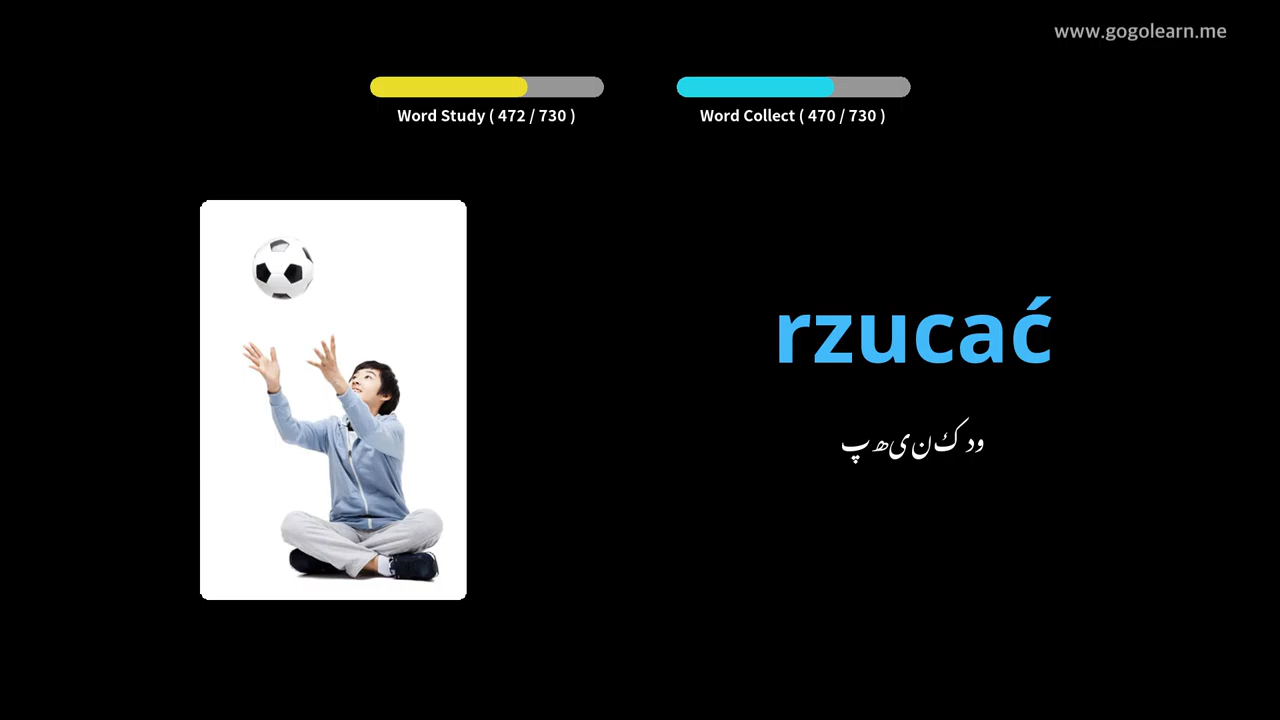 www.gogolearn.me
Word Study ( 472 / 730 )
Word Collect ( 470 / 730 )
rzucać
پھینک دو